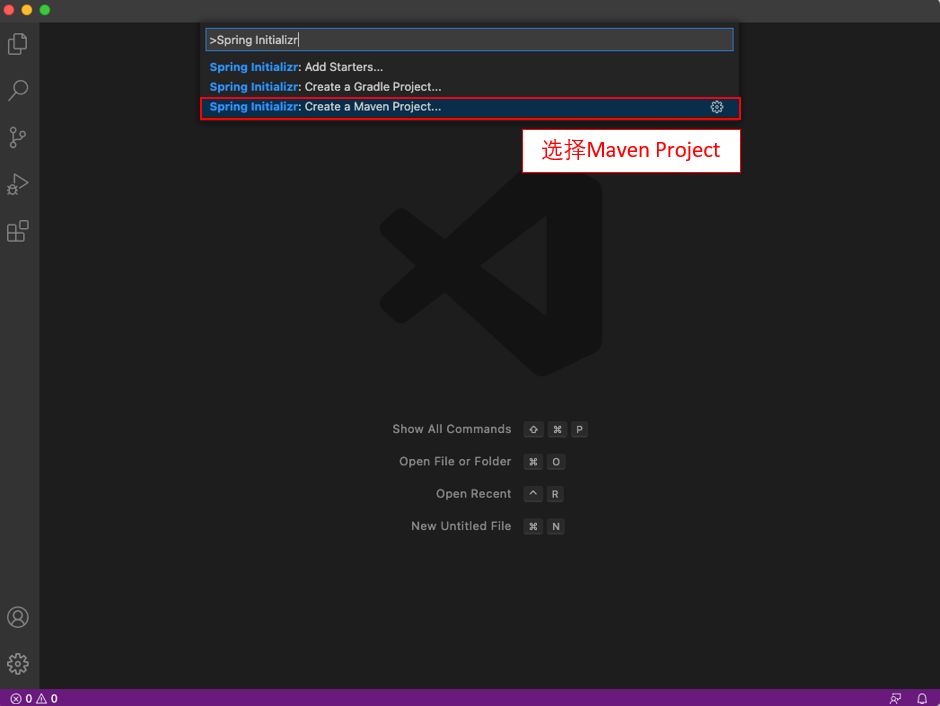 >Spring Initializr
Spring Initializr: Add Starters...
Spring Initializr: Create a Gradle Project...
Spring Initializr: Create a Maven Project...
选择Maven Project
Show All Commands ⇧ ⌘ P
Open File or Folder ⌘ O
Open Recent ^ R
New Untitled File ⌘ N
0 0